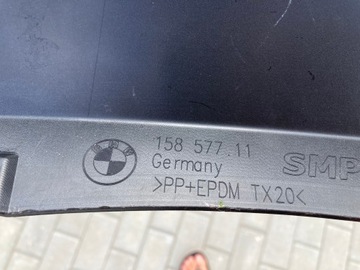 158 577.11
Germany
SMP
>PP+EPDM TX20<